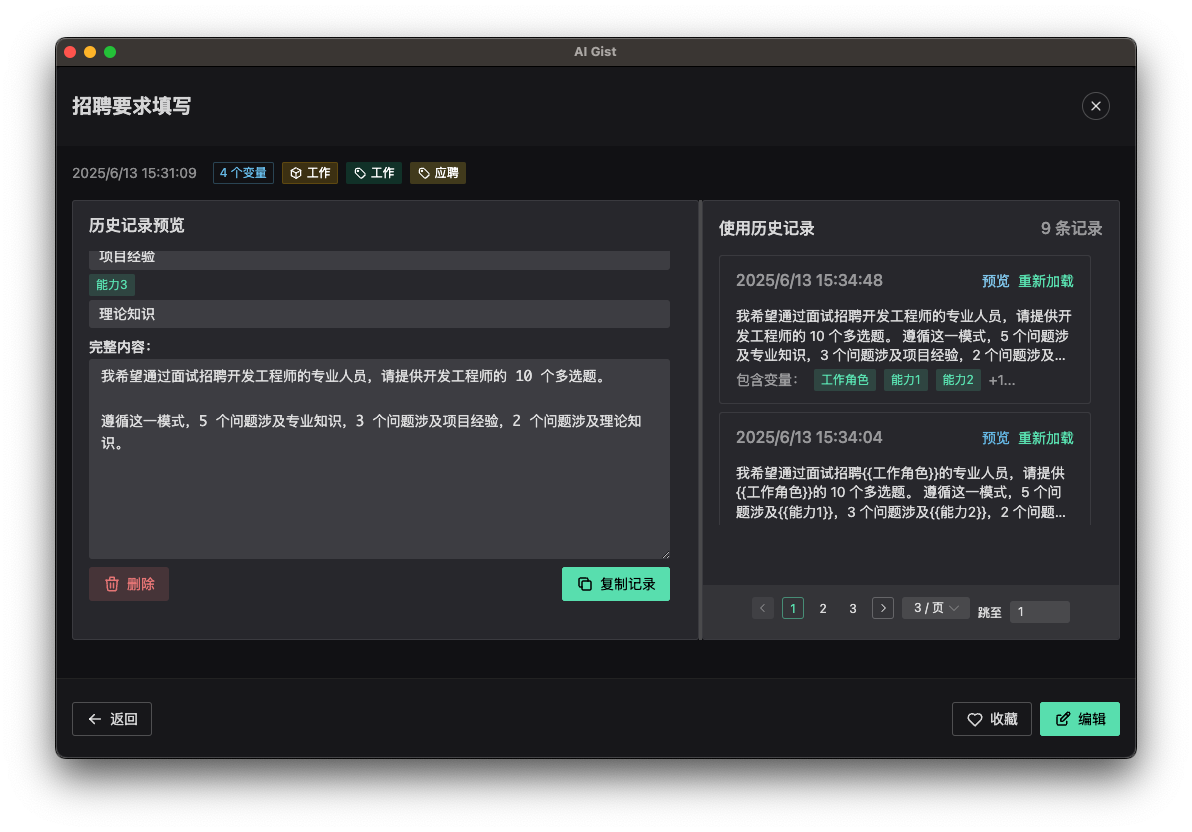 AI Gist
招聘要求填写
2025/6/13 15:31:09 4 个变量 工作 工作 应聘
历史记录预览
项目经验
能力3
理论知识
完整内容：
我希望通过面试招聘开发工程师的专业人员，请提供开发工程师的 10 个多选题。
遵循这一模式，5 个问题涉及专业知识，3 个问题涉及项目经验，2 个问题涉及理论知
识。
删除 复制记录
使用历史记录 9 条记录
2025/6/13 15:34:48 预览 重新加载
我希望通过面试招聘开发工程师的专业人员，请提供开
发工程师的 10 个多选题。 遵循这一模式，5 个问题涉
及专业知识，3 个问题涉及项目经验，2 个问题涉及...
包含变量： 工作角色 能力1 能力2 +1...
2025/6/13 15:34:04 预览 重新加载
我希望通过面试招聘{{工作角色}}的专业人员，请提供
{{工作角色}}的 10 个多选题。 遵循这一模式，5 个问
题涉及{{能力1}}，3 个问题涉及{{能力2}}，2 个问题...
1 2 3 3 / 页 跳至 1
返回 收藏 编辑